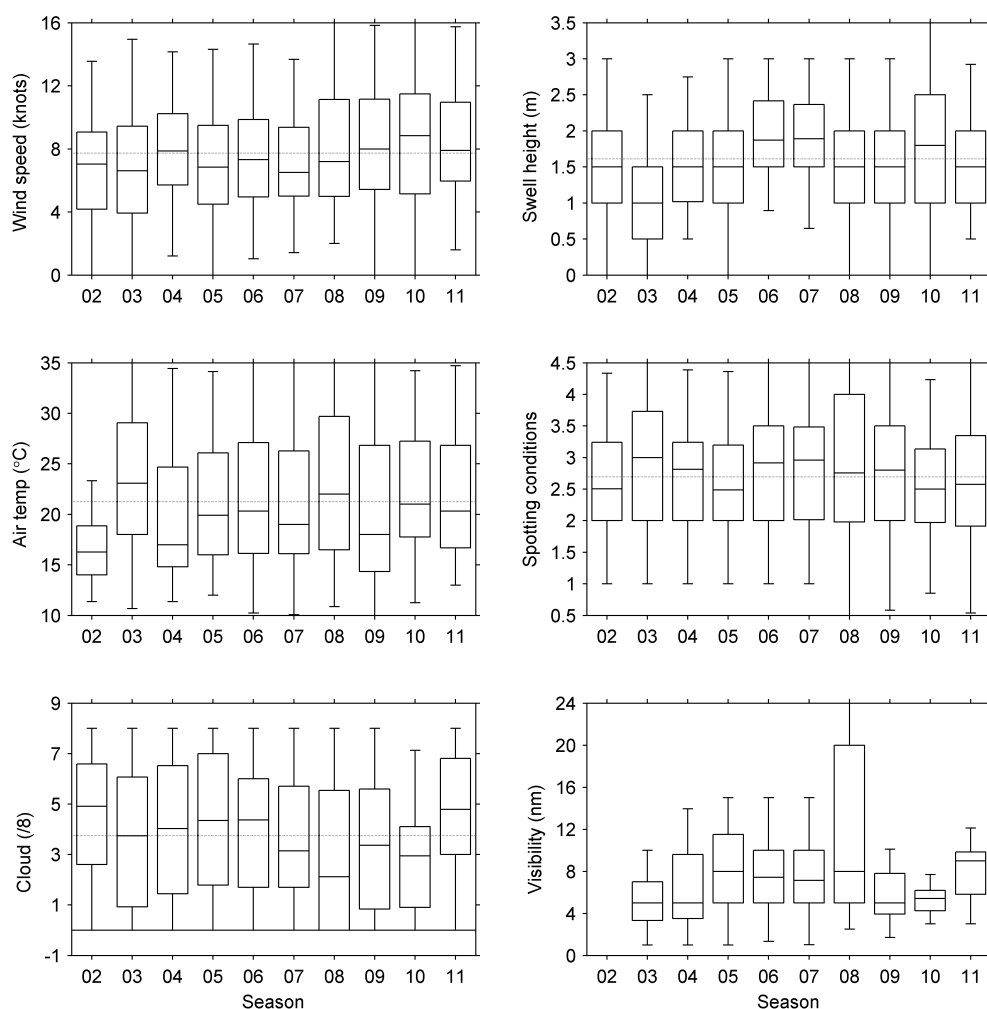 Wind speed (knots)
16
12
8
4
0
02 03 04 05 06 07 08 09 10 11
Swell height (m)
3.5
3
2.5
2
1.5
1
0.5
0
02 03 04 05 06 07 08 09 10 11
Air temp (°C)
35
30
25
20
15
10
02 03 04 05 06 07 08 09 10 11
Spotting conditions
4.5
4
3.5
3
2.5
2
1.5
1
0.5
02 03 04 05 06 07 08 09 10 11
Cloud (/8)
9
7
5
3
1
-1
02 03 04 05 06 07 08 09 10 11
Season
Visibility (nm)
24
20
16
12
8
4
0
02 03 04 05 06 07 08 09 10 11
Season